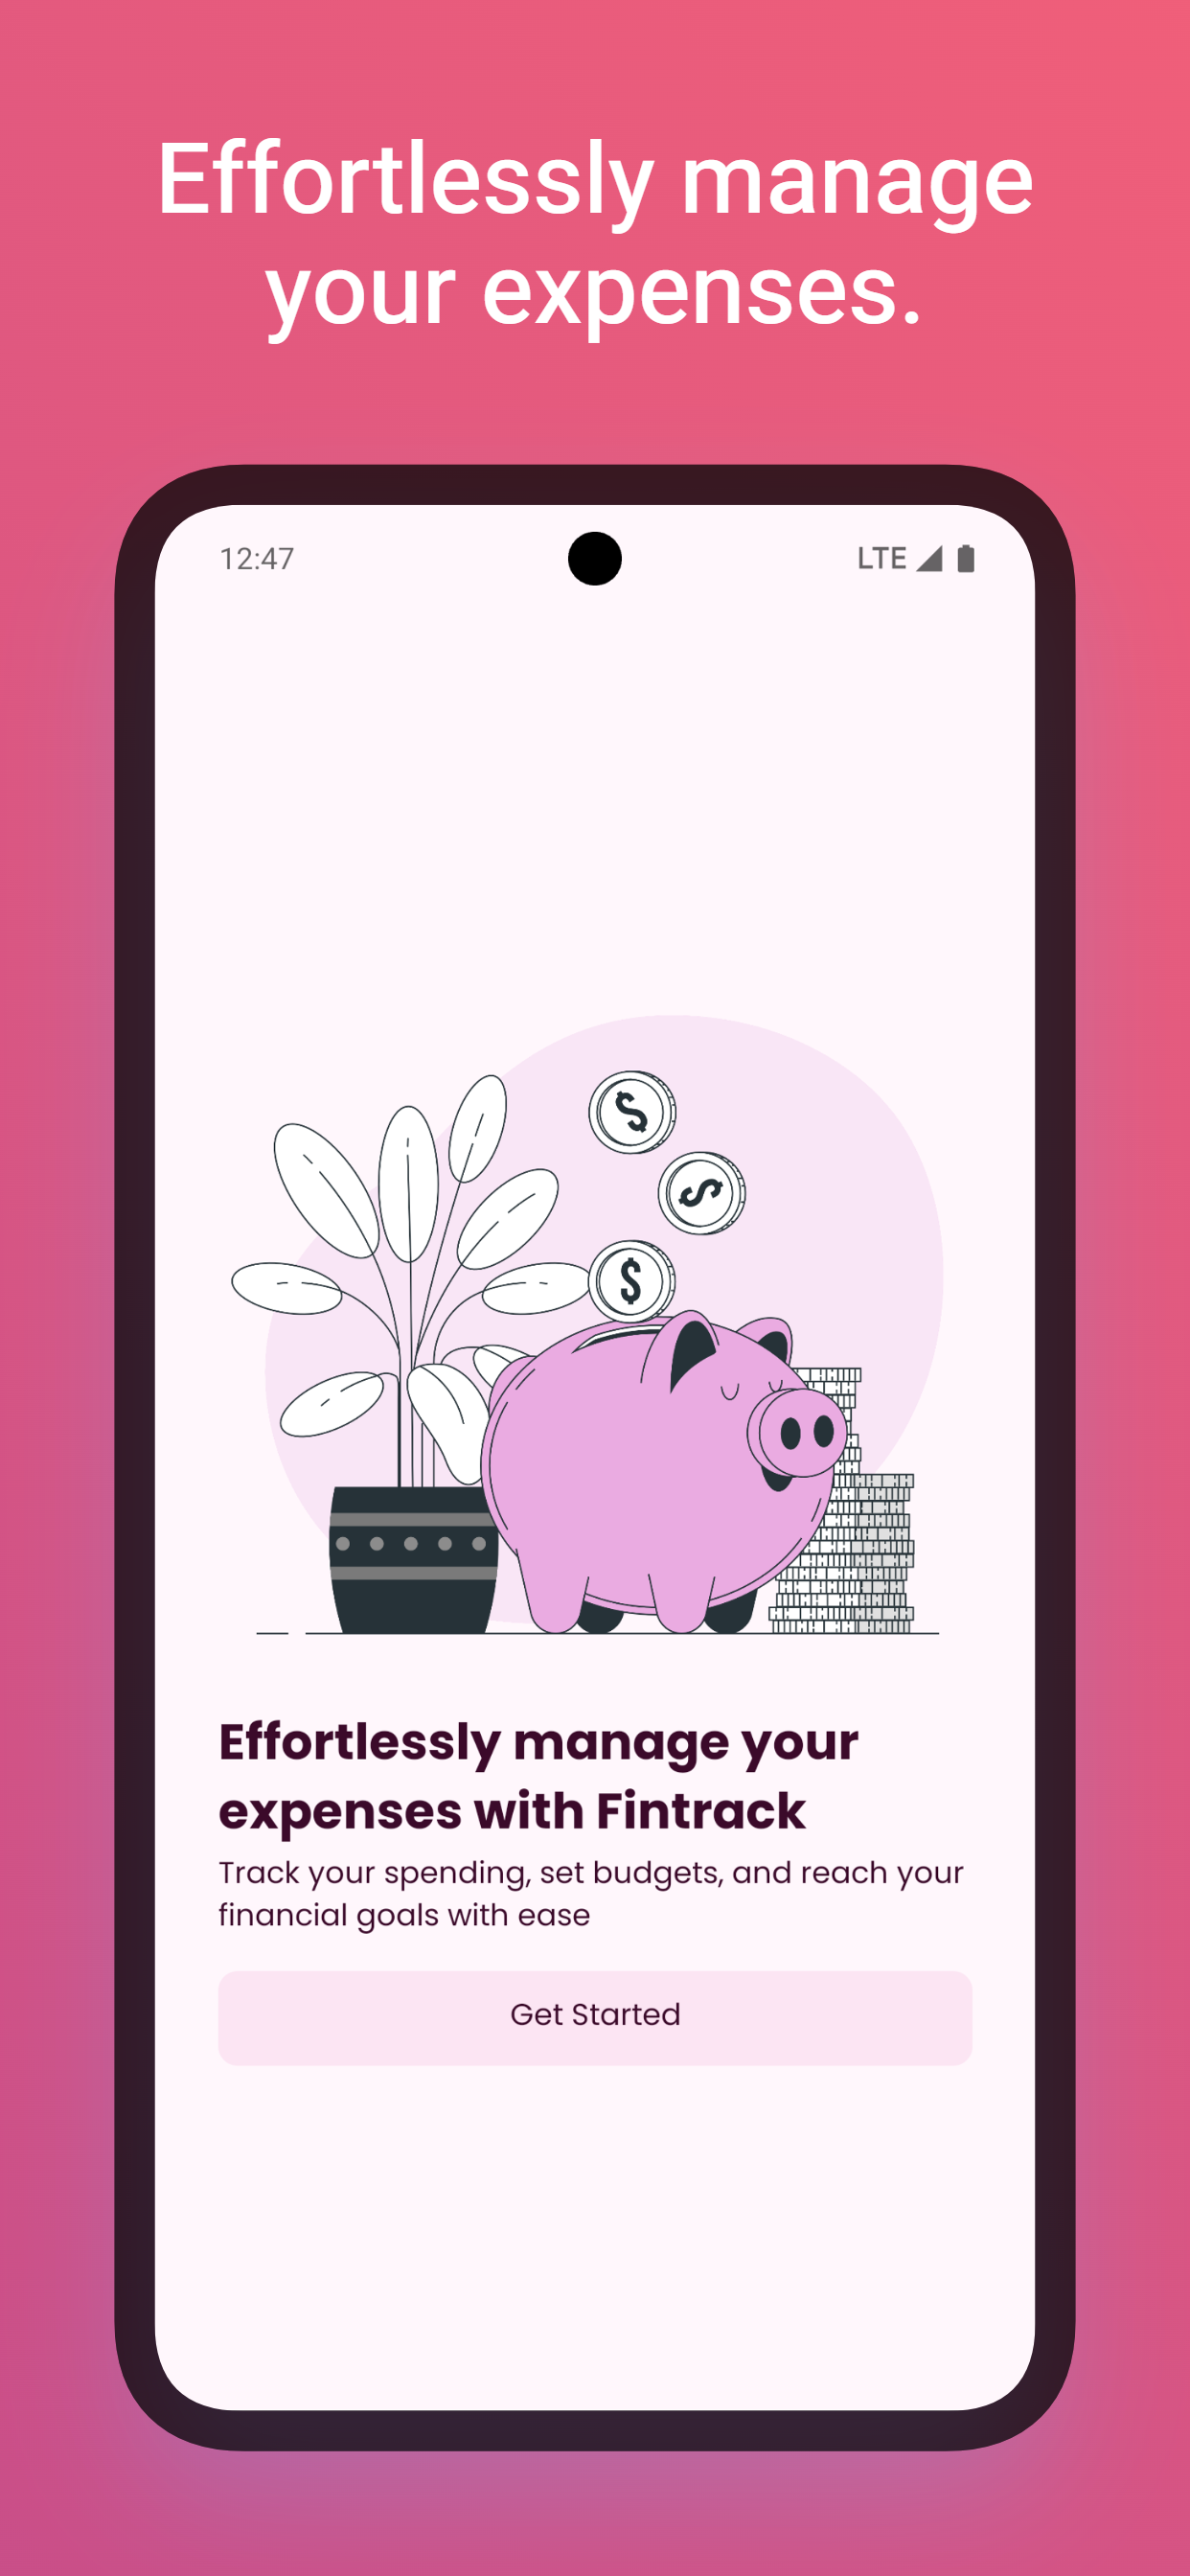 Effortlessly manage
your expenses.
12:47
LTE
$
$
$
Effortlessly manage your
expenses with Fintrack
Track your spending, set budgets, and reach your
financial goals with ease
Get Started